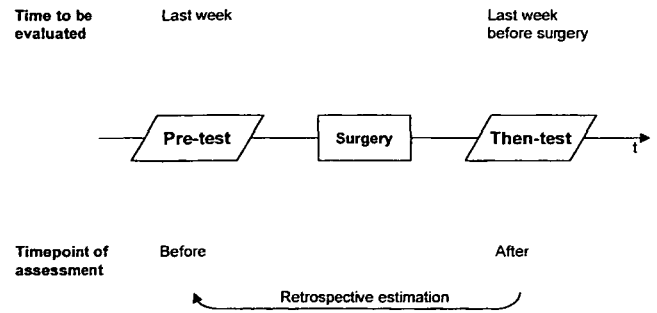 Time to be
evaluated
Last week
Last week
before surgery
Pre-test
Surgery
Then-test
t
Timepoint of
assessment
Before
After
Retrospective estimation